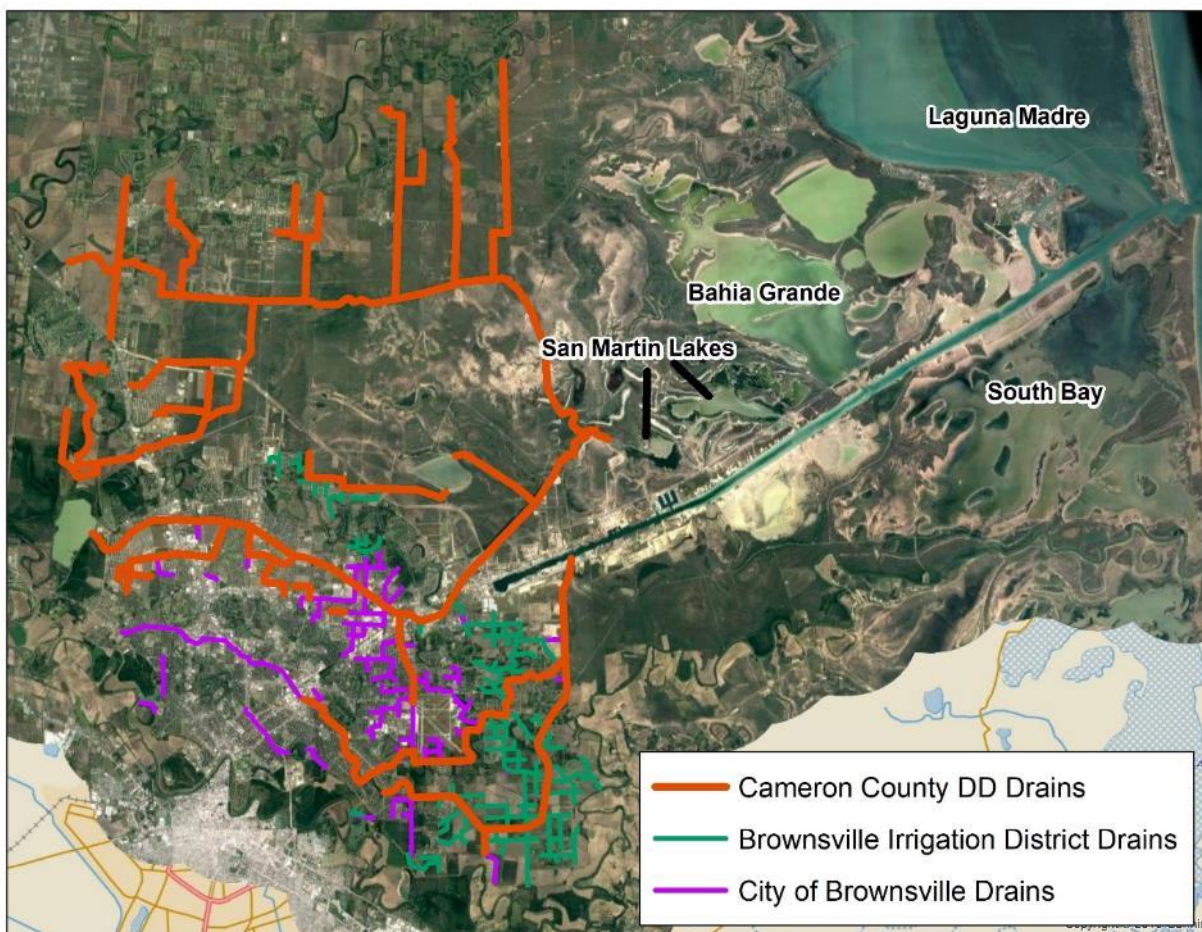 Laguna Madre
Bahia Grande
San Martin Lakes
South Bay
Cameron County DD Drains
Brownsville Irrigation District Drains
City of Brownsville Drains